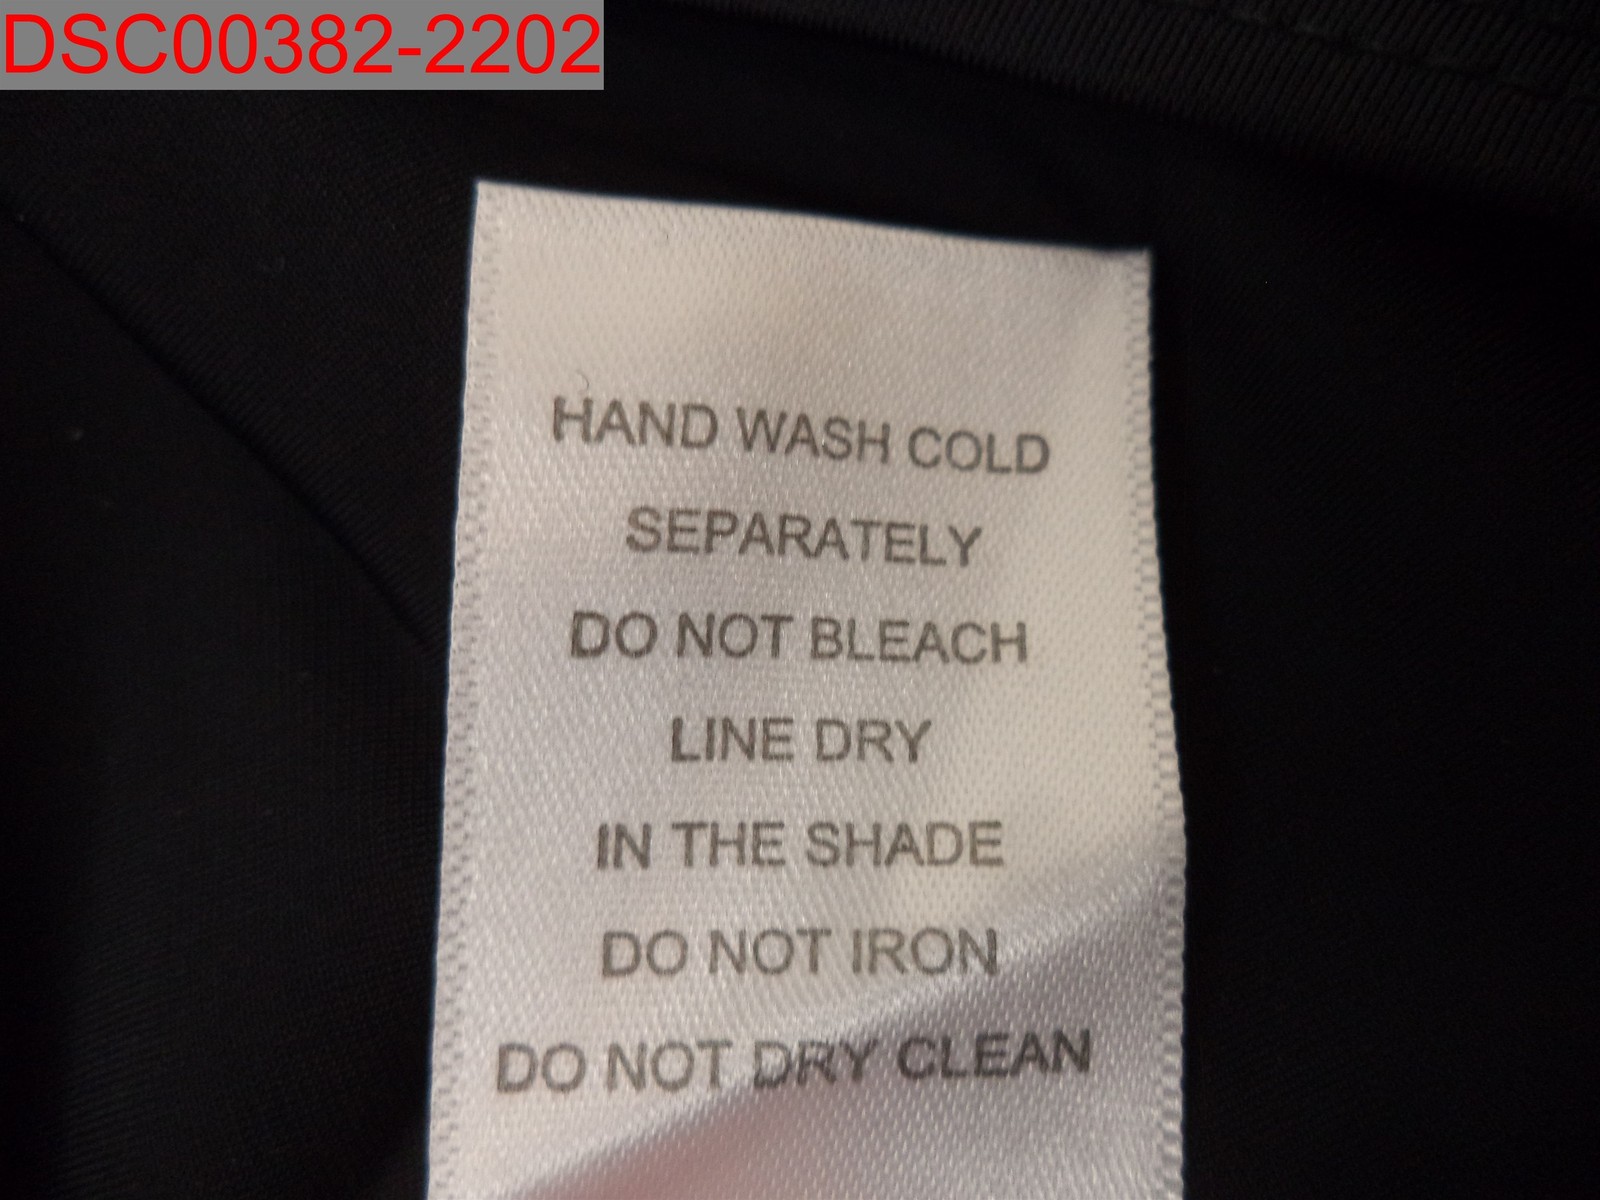 DSC00382-2202
HAND WASH COLD
SEPARATELY
DO NOT BLEACH
LINE DRY
IN THE SHADE
DO NOT IRON
DO NOT DRY CLEAN